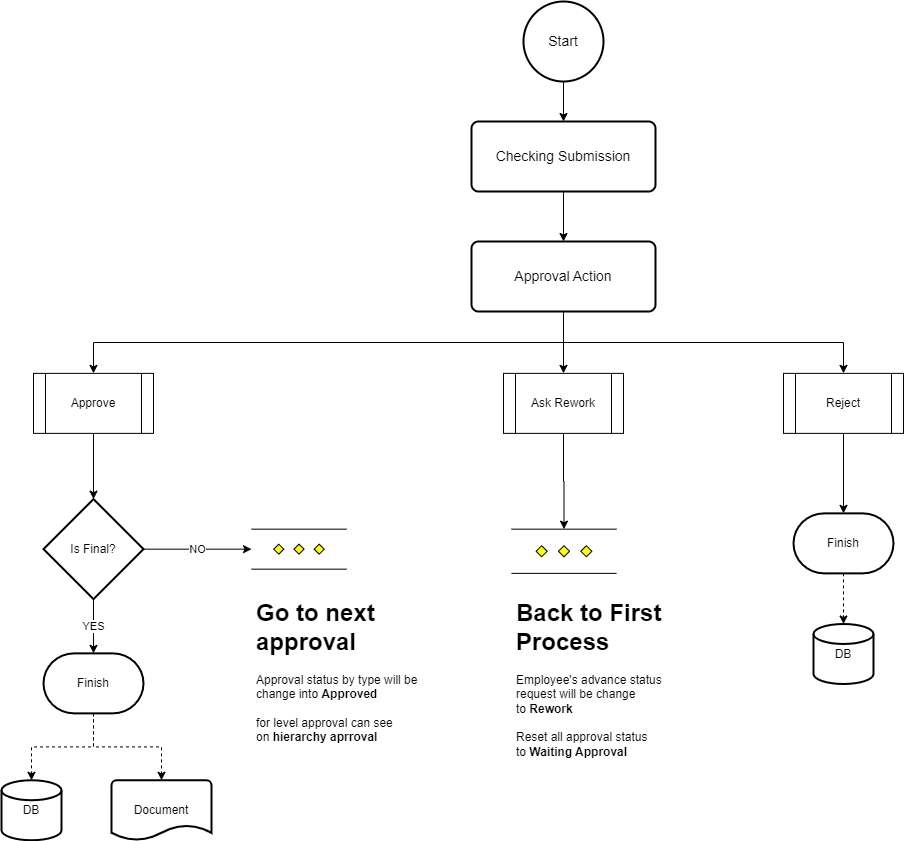 Start
Checking Submission
Approval Action
Approve
Ask Rework
Reject
Is Final?
NO
Finish
YES
Go to next
approval
Back to First
Process
DB
Finish
Approval status by type will be
change into Approved
for level approval can see
on hierarchy aprroval
Employee's advance status
request will be change
to Rework
Reset all approval status
to Waiting Approval
DB
Document